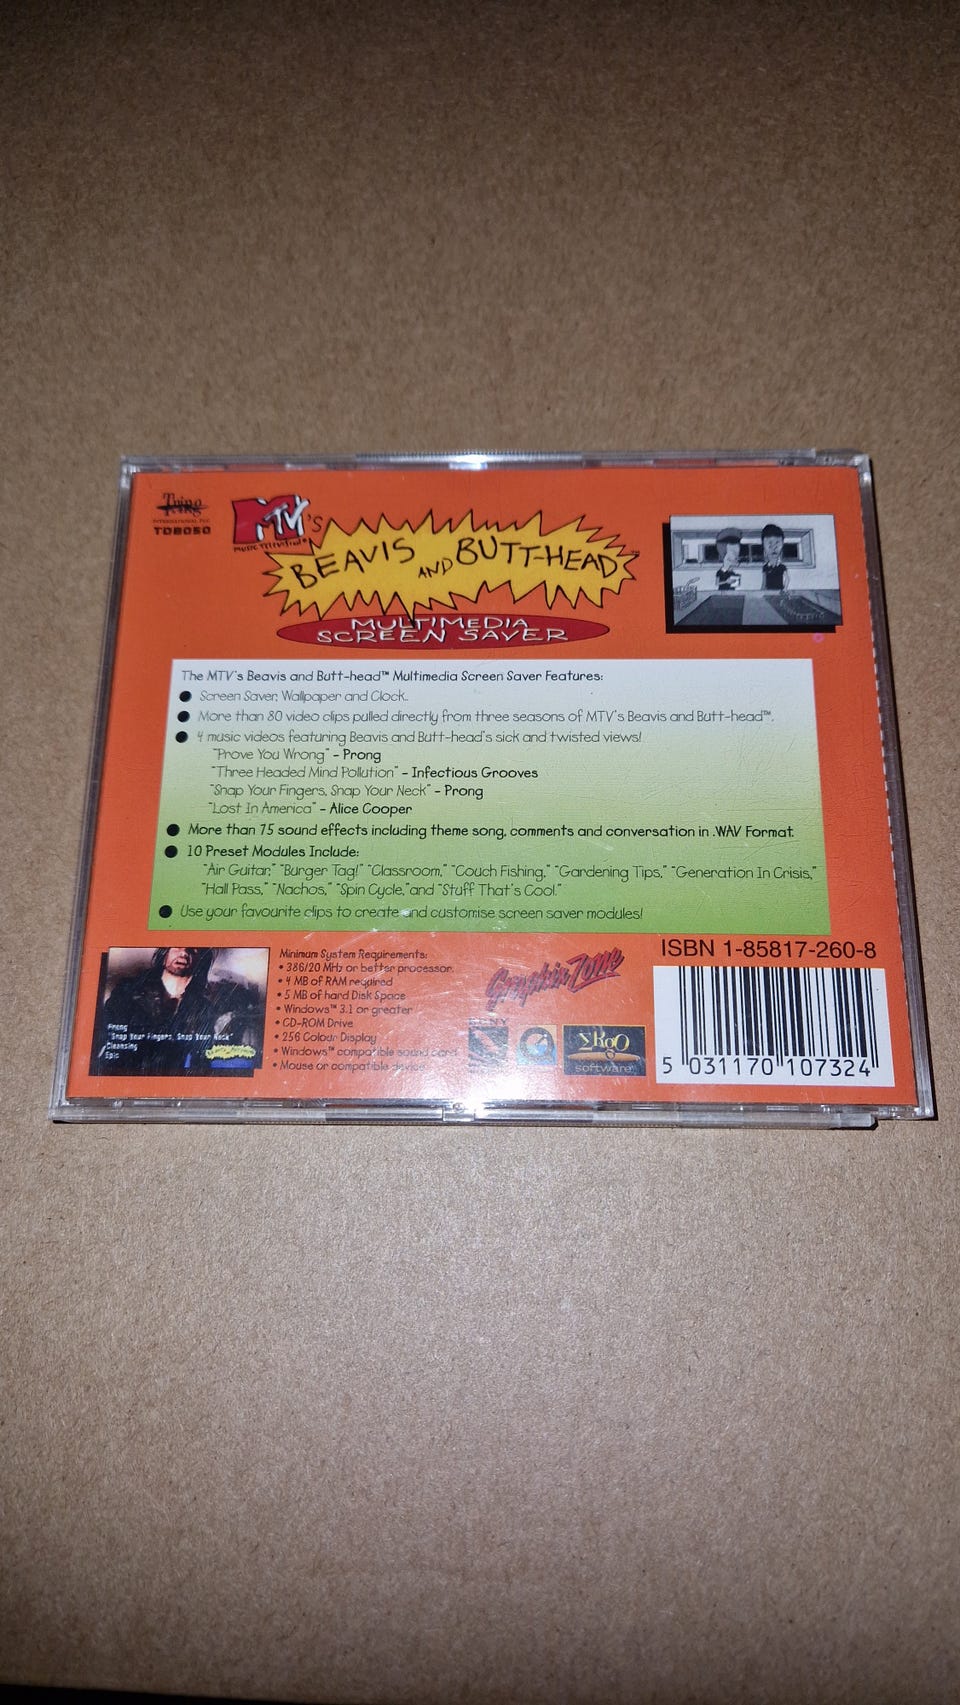 INTERNATIONAL INC
TDB050
MTV's
MUSIC TELEVISION®
BEAVIS AND BUTT-HEAD™
MULTIMEDIA
SCREEN SAVER
The MTV's Beavis and Butt-head™ Multimedia Screen Saver Features:
● Screen Saver, Wallpaper and Clock.
● More than 80 video clips pulled directly from three seasons of MTV's Beavis and Butt-head™.
● 4 music videos featuring Beavis and Butt-head's sick and twisted views!
"Prove You Wrong" - Prong
"Three Headed Mind Pollution" - Infectious Grooves
"Snap Your Fingers, Snap Your Neck" - Prong
"Lost In America" - Alice Cooper
● More than 75 sound effects including theme song, comments and conversation in .WAV Format.
● 10 Preset Modules Include:
"Air Guitar," "Burger Tag!" "Classroom," "Couch Fishing," "Gardening Tips," "Generation In Crisis,"
"Hall Pass," "Nachos," "Spin Cycle,"and "Stuff That's Cool."
● Use your favourite clips to create and customise screen saver modules!
Prong
"Snap Your Fingers, Snap Your Neck"
Cleansing
Epic
Minimum System Requirements:
• 386/20 MHz or better processor.
• 4 MB of RAM required
• 5 MB of hard Disk Space
• Windows™ 3.1 or greater
• CD-ROM Drive
• 256 Colour Display
• Windows™ compatible sound card
• Mouse or compatible device
Graphix Zone
software
ISBN 1-85817-260-8
5 031170 107324